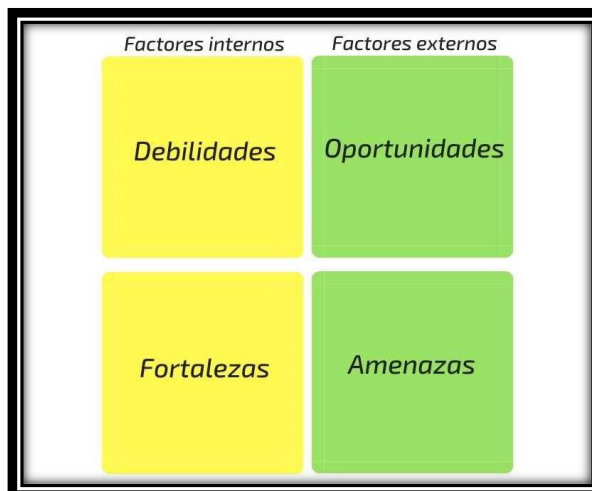 Factores internos
Factores externos
Debilidades
Oportunidades
Fortalezas
Amenazas